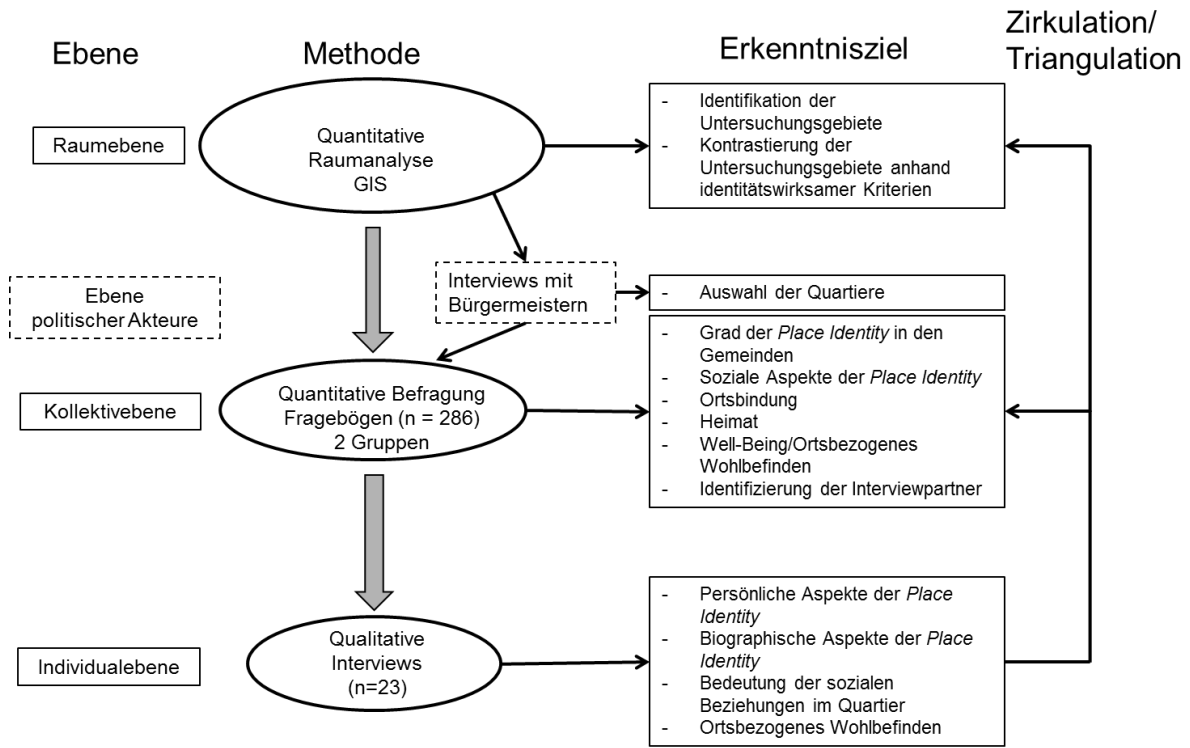 Ebene
Methode
Erkenntnisziel
Zirkulation/
Triangulation
Raumebene
Quantitative
Raumanalyse
GIS
- Identifikation der
Untersuchungsgebiete
- Kontrastierung der
Untersuchungsgebiete anhand
identitätswirksamer Kriterien
Ebene
politischer Akteure
Interviews mit
Bürgermeistern
- Auswahl der Quartiere
Kollektivebene
Quantitative Befragung
Fragebögen (n = 286)
2 Gruppen
- Grad der Place Identity in den
Gemeinden
- Soziale Aspekte der Place Identity
- Ortsbindung
- Heimat
- Well-Being/Ortsbezogenes
Wohlbefinden
- Identifizierung der Interviewpartner
Individualebene
Qualitative
Interviews
(n=23)
- Persönliche Aspekte der Place
Identity
- Biographische Aspekte der Place
Identity
- Bedeutung der sozialen
Beziehungen im Quartier
- Ortsbezogenes Wohlbefinden